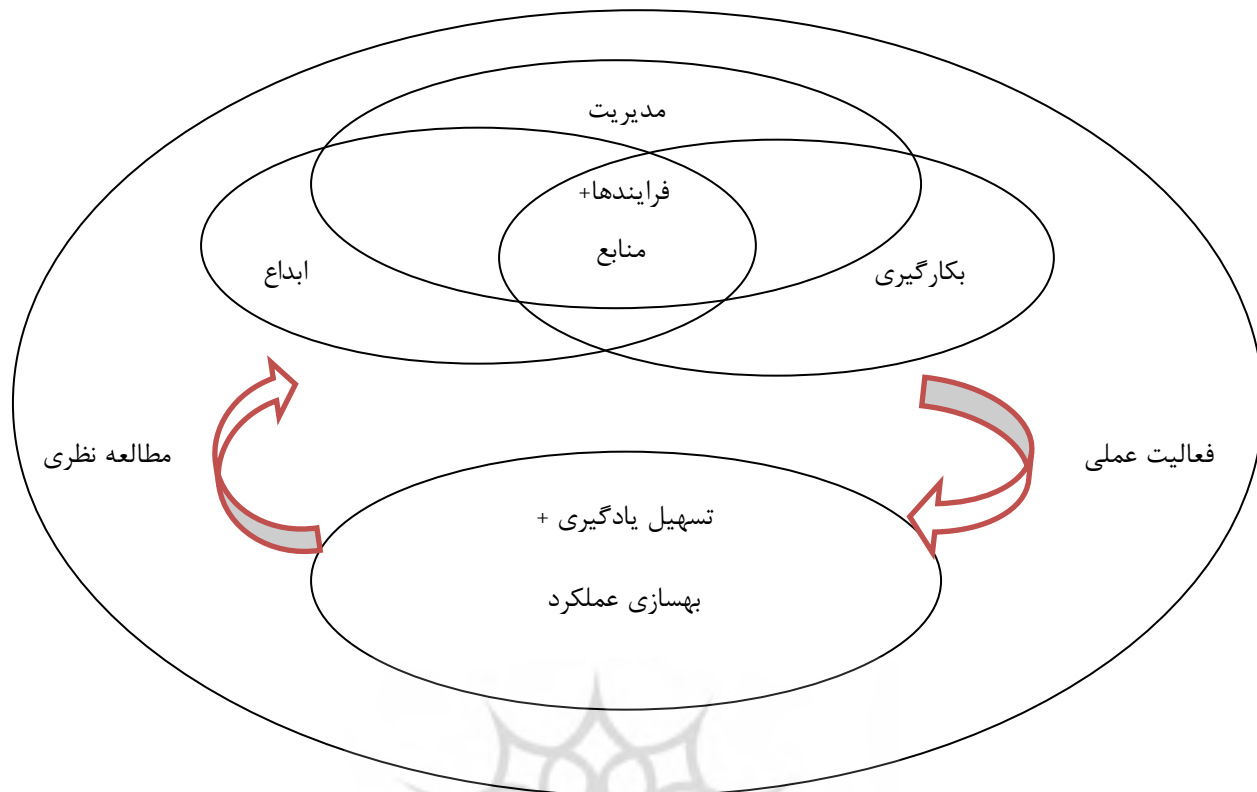 مدیریت
فرایندها+
منابع
بکارگیری
ابداع
فعالیت عملی
مطالعه نظری
تسهیل یادگیری +
بهسازی عملکرد